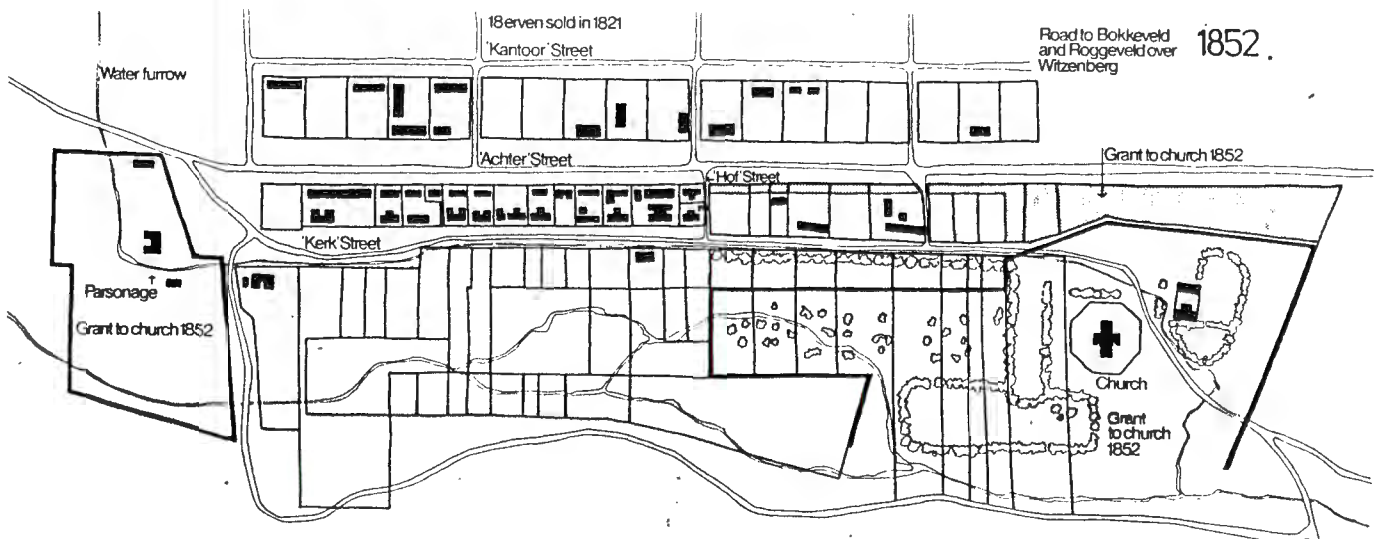 18 erven sold in 1821
'Kantoor' Street
Road to Bokkeveld
and Roggeveld over
Witzenberg
1852.
Water furrow
'Achter' Street
Grant to church 1852
'Hof' Street
'Kerk' Street
Parsonage
Grant to church 1852
Church
Grant
to church
1852